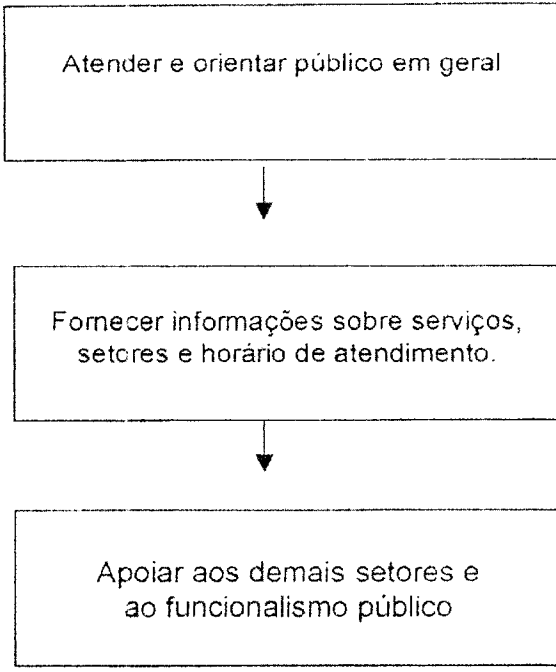 Atender e orientar público em geral
Fornecer informações sobre serviços,
setores e horário de atendimento.
Apoiar aos demais setores e
ao funcionalismo público